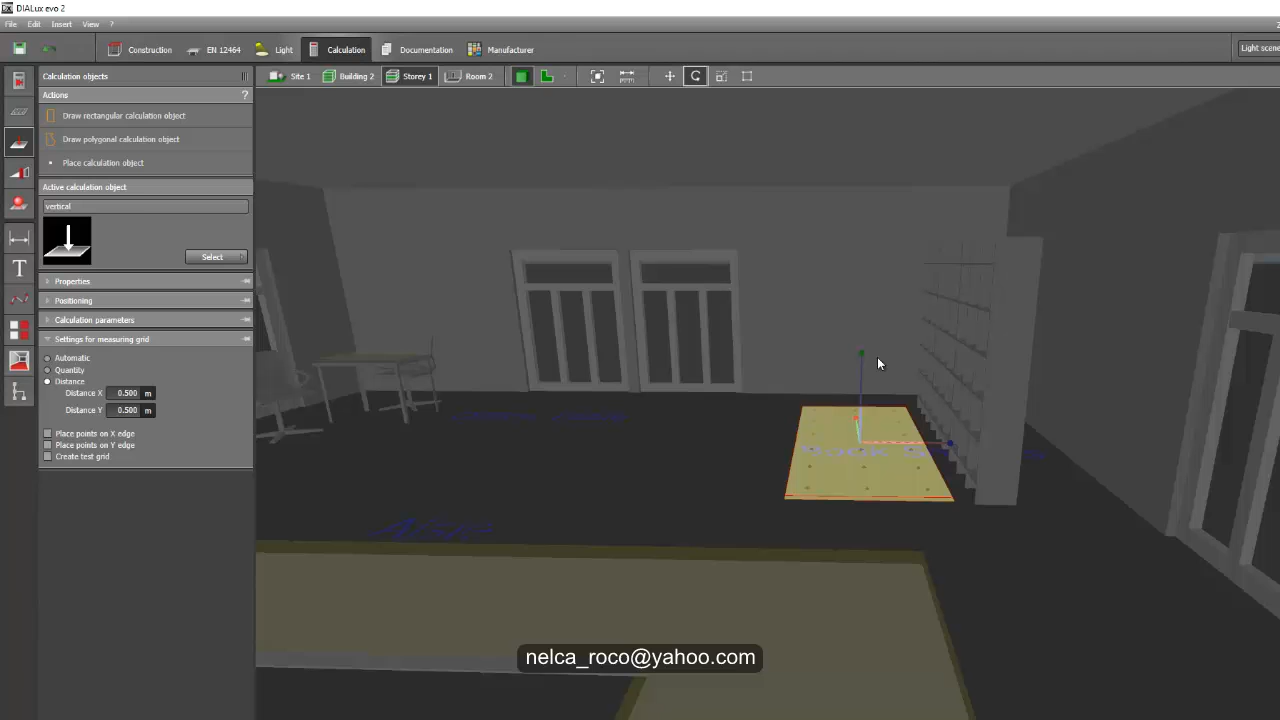 DIALux evo 2
File Edit Insert View ?
Construction EN 12464 Light Calculation Documentation Manufacturer Light scene
Calculation objects
Site 1 Building 2 Storey 1 Room 2
Actions ?
Draw rectangular calculation object
Draw polygonal calculation object
Place calculation object
Active calculation object
vertical
Select
Properties
Positioning
Calculation parameters
Settings for measuring grid
Automatic
Quantity
Distance
Distance X 0.500 m
Distance Y 0.500 m
Place points on X edge
Place points on Y edge
Create test grid
T
nelca_roco@yahoo.com